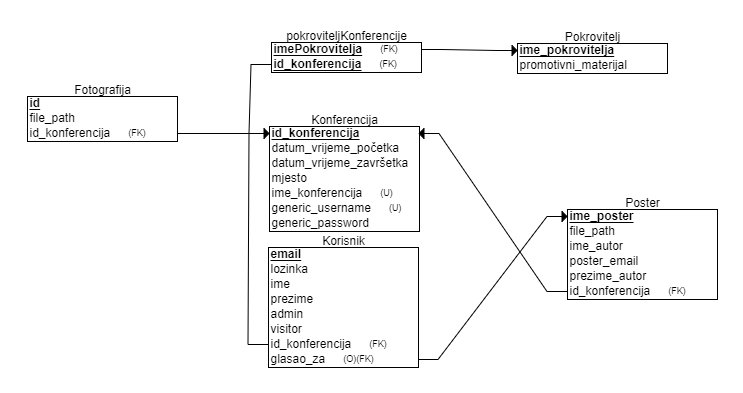 pokroviteljKonferencije
imePokrovitelja (FK)
id_konferencija (FK)
Pokrovitelj
ime_pokrovitelja
promotivni_materijal
Fotografija
id
file_path
id_konferencija (FK)
Konferencija
id_konferencija
datum_vrijeme_početka
datum_vrijeme_završetka
mjesto
ime_konferencija (U)
generic_username (U)
generic_password
Poster
ime_poster
file_path
ime_autor
poster_email
prezime_autor
id_konferencija (FK)
Korisnik
email
lozinka
ime
prezime
admin
visitor
id_konferencija (FK)
glasao_za (O)(FK)